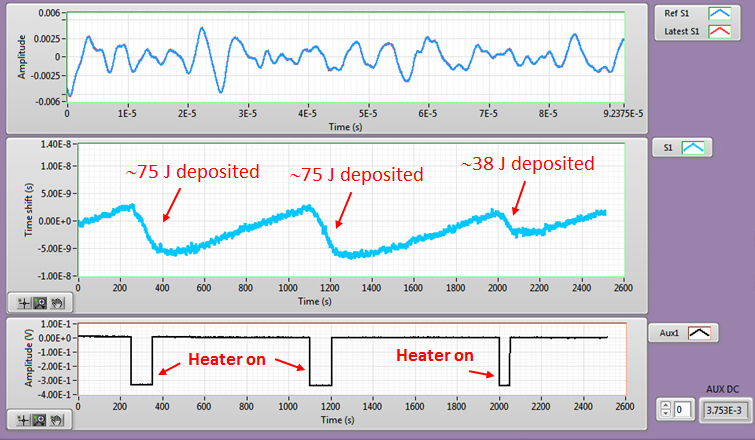 0.006
0.0025
0
-0.0025
-0.006
Amplitude
0
1E-5
2E-5
3E-5
4E-5
5E-5
6E-5
7E-5
8E-5
9.2375E-5
Time (s)
Ref S1
Latest S1
1.40E-8
5.00E-9
0.00E+0
-5.00E-9
-1.00E-8
Time shift (s)
~75 J deposited
~75 J deposited
~38 J deposited
0 200 400 600 800 1000 1200 1400 1600 1800 2000 2200 2400 2600
Time (s)
S1
1.00E-1
0.00E+0
-1.00E-1
-2.00E-1
-3.00E-1
-4.00E-1
Amplitude (V)
Heater on
Heater on
0 200 400 600 800 1000 1200 1400 1600 1800 2000 2200 2400 2600
Time (s)
Aux1
AUX DC
0
3.753E-3